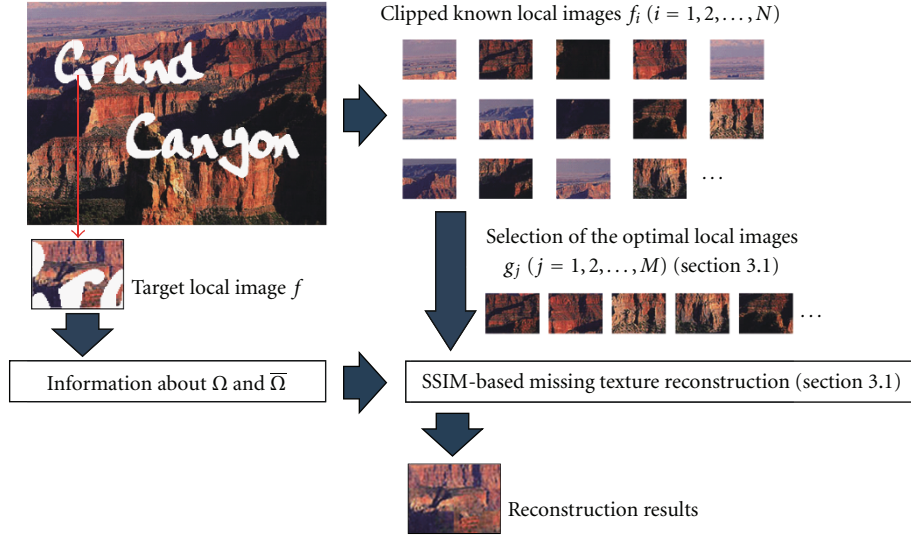 Clipped known local images fᵢ (i = 1, 2, . . . , N)
Grand
Canyon
. . .
Selection of the optimal local images
gⱼ (j = 1, 2, . . . , M) (section 3.1)
Target local image f
. . .
Information about Ω and Ω̅
SSIM-based missing texture reconstruction (section 3.1)
Reconstruction results